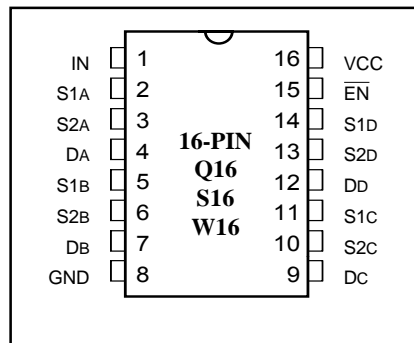 IN 1 16 VCC
S1A 2 15 EN
S2A 3 14 S1D
DA 4 13 S2D
S1B 5 12 DD
S2B 6 11 S1C
DB 7 10 S2C
GND 8 9 DC
16-PIN
Q16
S16
W16